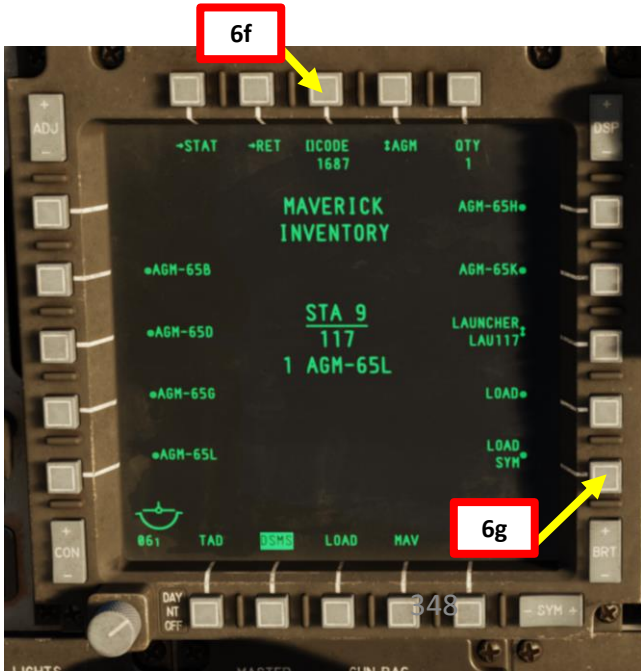 6f
+
ADJ
-
+
DSP
-
→STAT →RET []CODE ↕AGM QTY
1687 1
MAVERICK
INVENTORY
AGM-65H●
●AGM-65B
AGM-65K●
STA 9
117
1 AGM-65L
●AGM-65D
LAUNCHER↕
LAU117
●AGM-65G
LOAD●
●AGM-65L
LOAD
SYM●
6g
061 TAD DSMS LOAD MAV
+
CON
-
+
BRT
-
DAY
NT
OFF
348
- SYM +
LIGHTS MASTER GUN